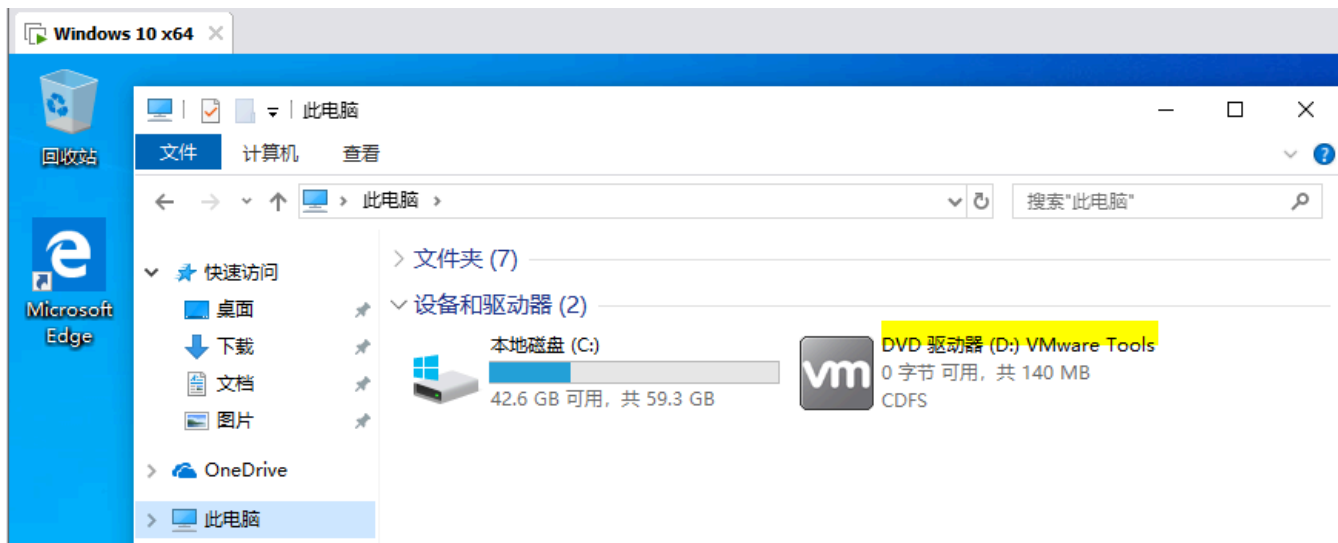 Windows 10 x64
回收站
Microsoft
Edge
此电脑
文件 计算机 查看
此电脑
搜索"此电脑"
快速访问
桌面
下载
文档
图片
OneDrive
此电脑
文件夹 (7)
设备和驱动器 (2)
本地磁盘 (C:)
42.6 GB 可用，共 59.3 GB
vm
DVD 驱动器 (D:) VMware Tools
0 字节 可用，共 140 MB
CDFS